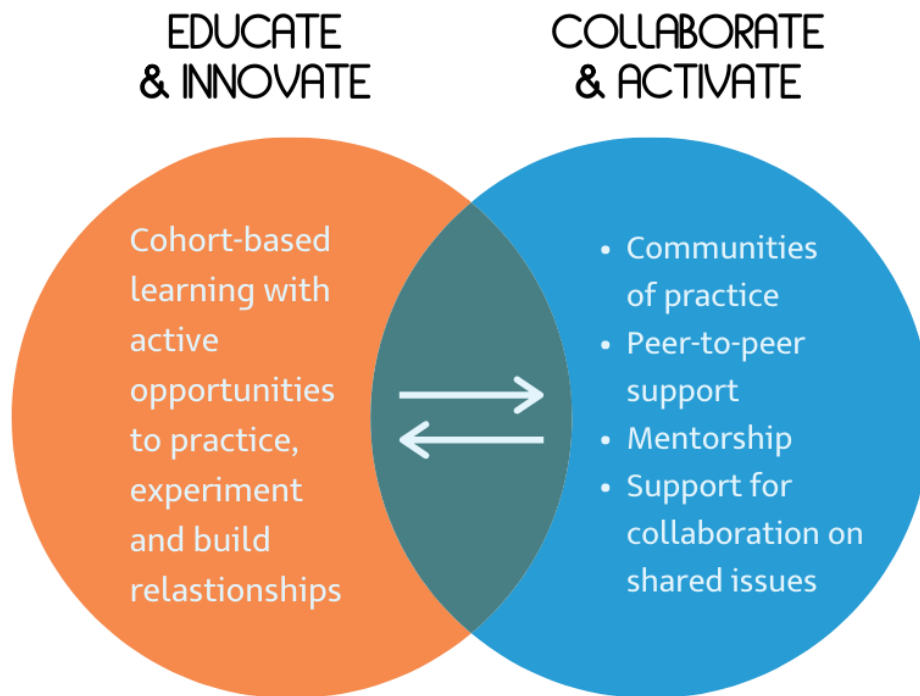 EDUCATE
& INNOVATE
COLLABORATE
& ACTIVATE
Cohort-based
learning with
active
opportunities
to practice,
experiment
and build
relastionships
• Communities
of practice
• Peer-to-peer
support
• Mentorship
• Support for
collaboration on
shared issues